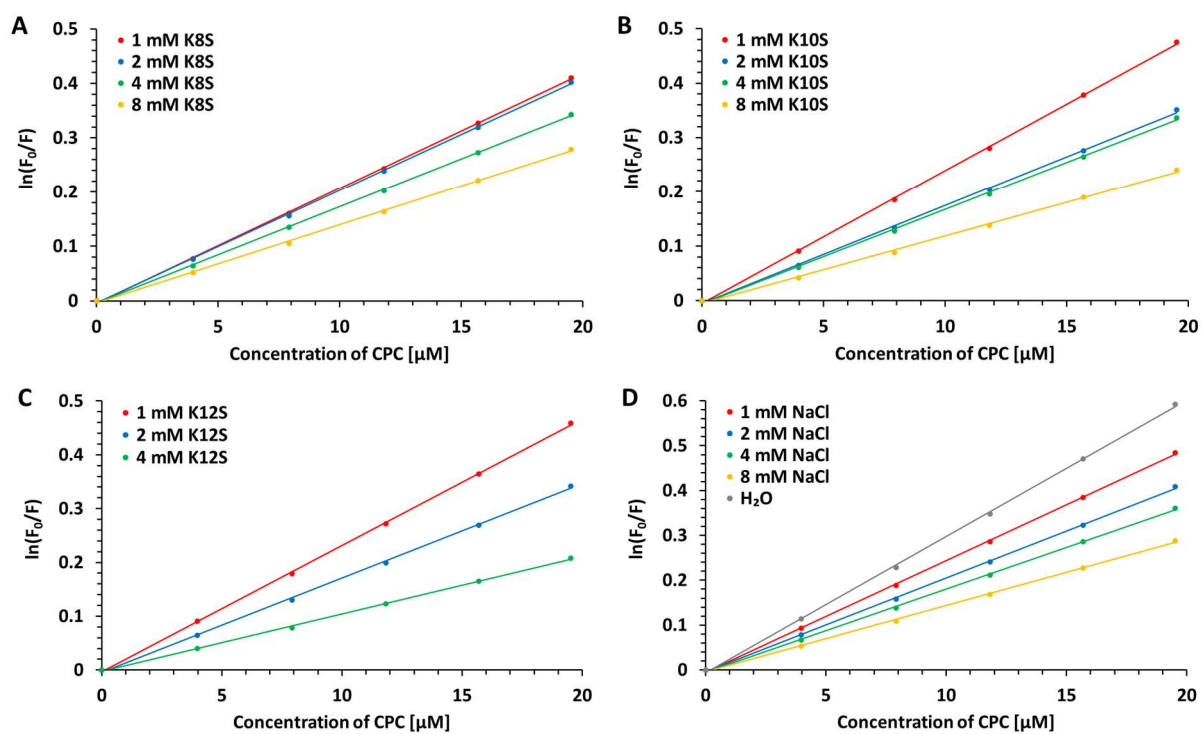 A
1 mM K8S
2 mM K8S
4 mM K8S
8 mM K8S
ln(F₀/F)
0.5
0.4
0.3
0.2
0.1
0
0 5 10 15 20
Concentration of CPC [µM]
B
1 mM K10S
2 mM K10S
4 mM K10S
8 mM K10S
ln(F₀/F)
0.5
0.4
0.3
0.2
0.1
0
0 5 10 15 20
Concentration of CPC [µM]
C
1 mM K12S
2 mM K12S
4 mM K12S
ln(F₀/F)
0.5
0.4
0.3
0.2
0.1
0
0 5 10 15 20
Concentration of CPC [µM]
D
1 mM NaCl
2 mM NaCl
4 mM NaCl
8 mM NaCl
H₂O
ln(F₀/F)
0.6
0.5
0.4
0.3
0.2
0.1
0
0 5 10 15 20
Concentration of CPC [µM]